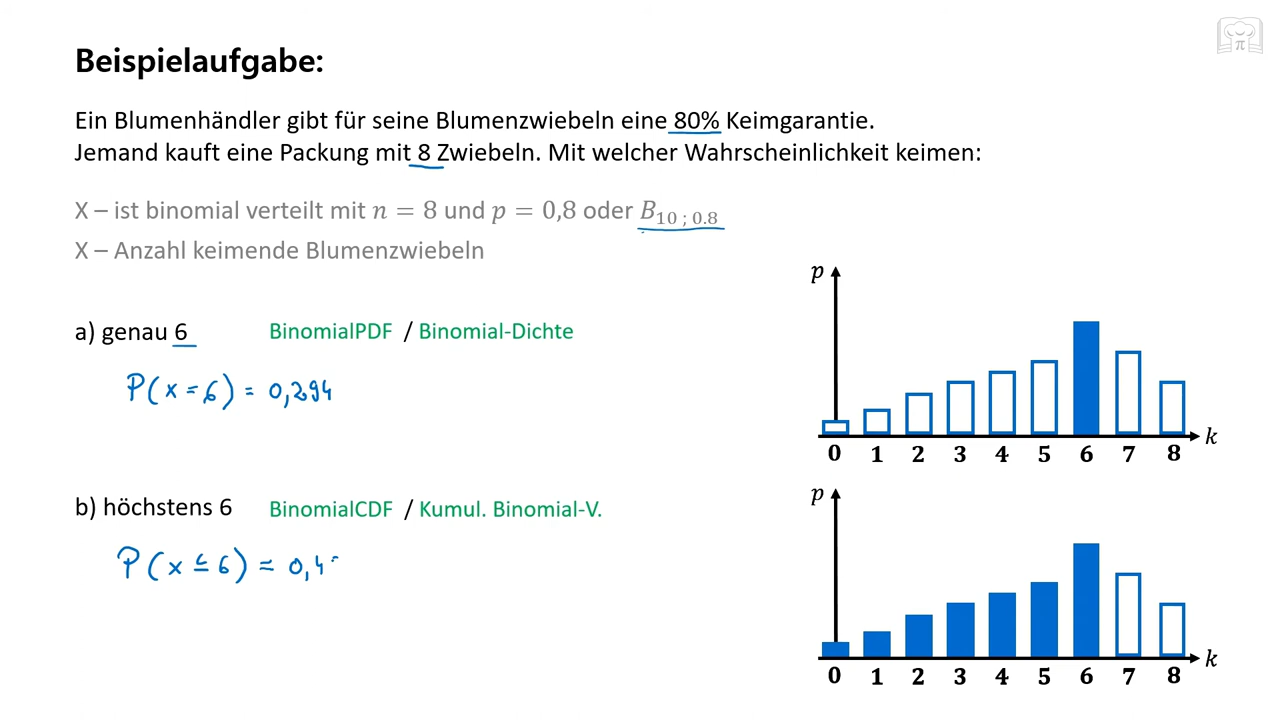 Beispielaufgabe:
Ein Blumenhändler gibt für seine Blumenzwiebeln eine 80% Keimgarantie.
Jemand kauft eine Packung mit 8 Zwiebeln. Mit welcher Wahrscheinlichkeit keimen:
X – ist binomial verteilt mit n = 8 und p = 0,8 oder B₁₀ ; ₀.₈
X – Anzahl keimende Blumenzwiebeln
a) genau 6 BinomialPDF / Binomial-Dichte
P(x = 6) = 0,294
p
k
0 1 2 3 4 5 6 7 8
b) höchstens 6 BinomialCDF / Kumul. Binomial-V.
P(x ≤ 6) = 0,4
p
k
0 1 2 3 4 5 6 7 8
π